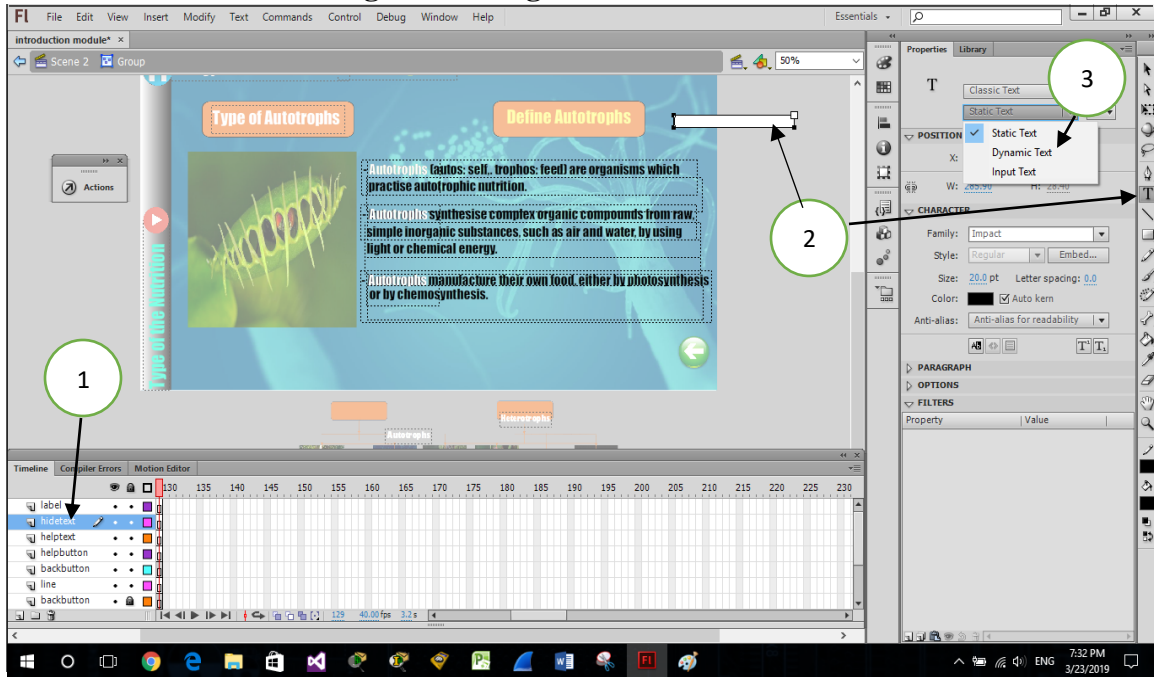 Fl File Edit View Insert Modify Text Commands Control Debug Window Help Essentials
introduction module* ×
Scene 2 Group 50%
Properties Library
T Classic Text
Static Text
Static Text
Dynamic Text
Input Text
3
POSITION
X:
W: 265.90 H: 28.40
CHARACTER
Family: Impact
Style: Regular Embed...
Size: 20.0 pt Letter spacing: 0.0
Color: Auto kern
Anti-alias: Anti-alias for readability
PARAGRAPH
OPTIONS
FILTERS
Property Value
Actions
Type of Autotrophs Define Autotrophs
Autotrophs (autos: self,. trophos: feed) are organisms which
practise autotrophic nutrition.
- Autotrophs synthesise complex organic compounds from raw,
simple inorganic substances, such as air and water, by using
light or chemical energy.
- Autotrophs manufacture their own food, either by photosynthesis
or by chemosynthesis.
Type of the Nutrition
2
1
Autotrophs
Timeline Compiler Errors Motion Editor
130 135 140 145 150 155 160 165 170 175 180 185 190 195 200 205 210 215 220 225 230
label
hidetext
helptext
helpbutton
backbutton
line
backbutton
129 40.00 fps 3.2 s
ENG
7:32 PM
3/23/2019